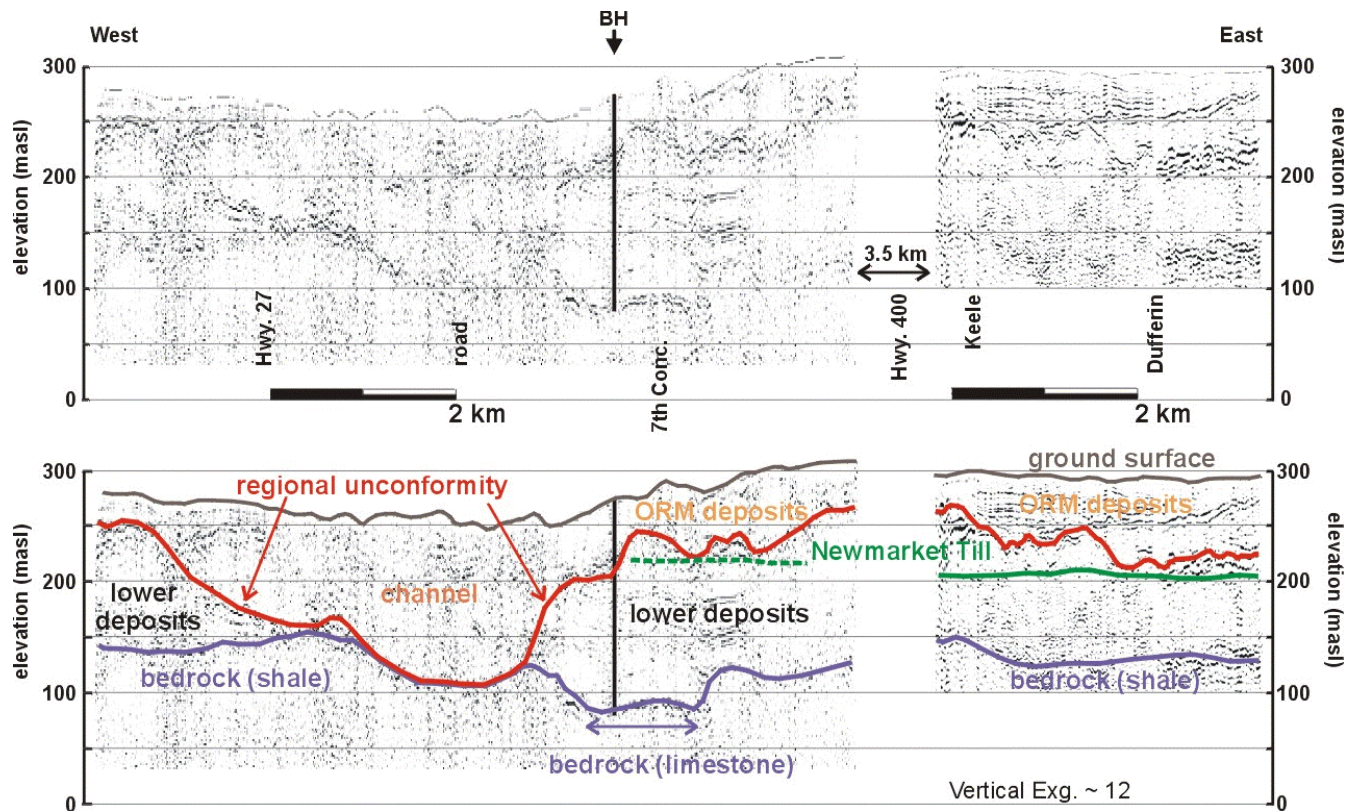 BH
West
East
300
300
elevation (masl)
elevation (masl)
200
200
3.5 km
100
100
Hwy. 27
road
7th Conc.
Hwy. 400
Keele
Dufferin
0
0
2 km
2 km
300
300
ground surface
regional unconformity
ORM deposits
ORM deposits
elevation (masl)
elevation (masl)
Newmarket Till
200
200
lower
deposits
channel
lower deposits
bedrock (shale)
bedrock (shale)
100
100
bedrock (limestone)
Vertical Exg. ~ 12
0
0